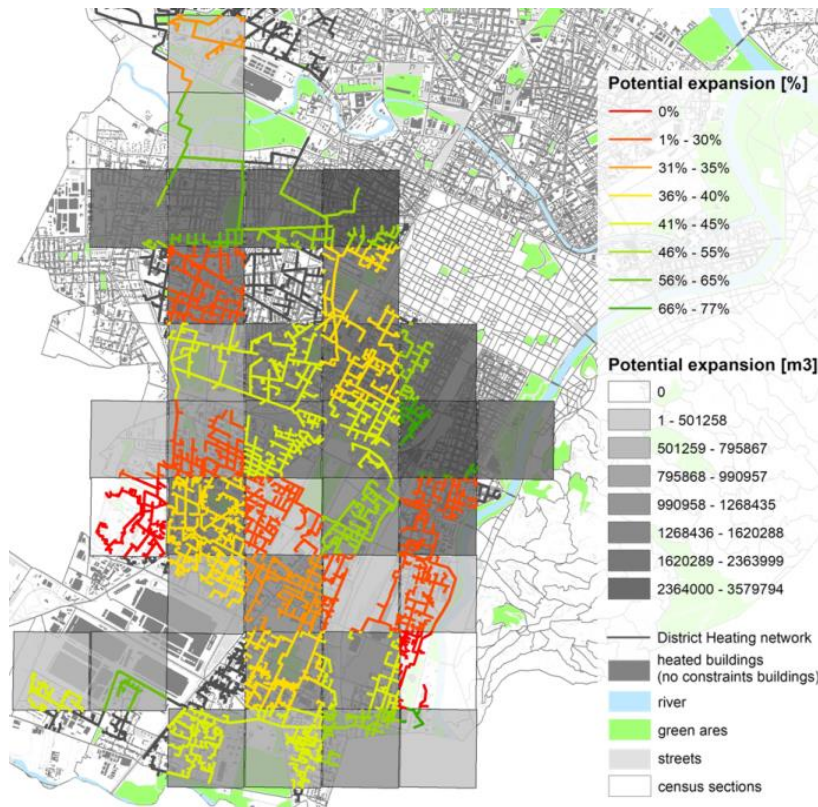 Potential expansion [%]
0%
1% - 30%
31% - 35%
36% - 40%
41% - 45%
46% - 55%
56% - 65%
66% - 77%
Potential expansion [m3]
0
1 - 501258
501259 - 795867
795868 - 990957
990958 - 1268435
1268436 - 1620288
1620289 - 2363999
2364000 - 3579794
District Heating network
heated buildings
(no constraints buildings)
river
green ares
streets
census sections